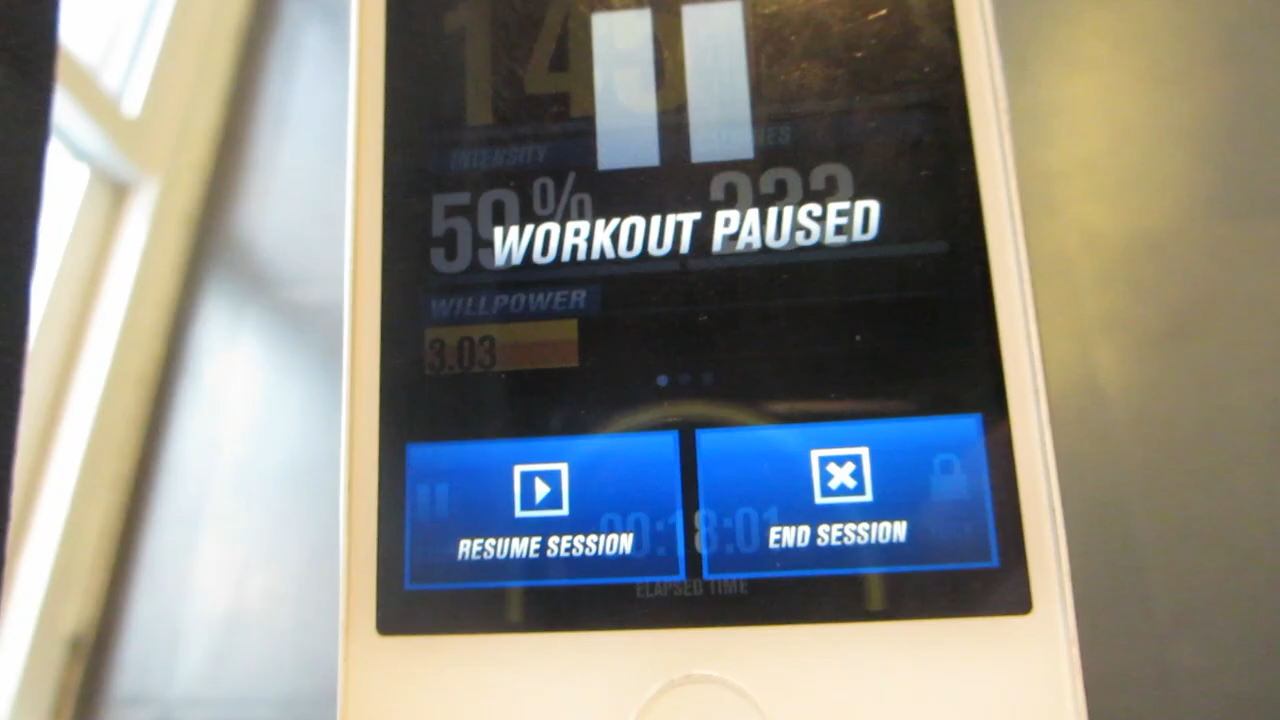 INTENSITY
59%
WORKOUT PAUSED
WILLPOWER
3.03
RESUME SESSION
END SESSION
00:18:01
ELAPSED TIME